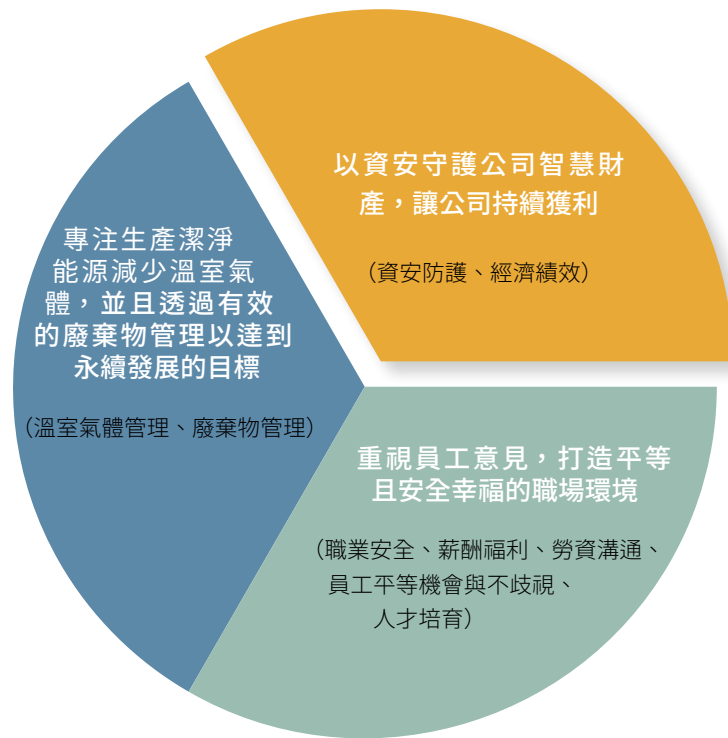 以資安守護公司智慧財
產，讓公司持續獲利
（資安防護、經濟績效）
專注生產潔淨
能源減少溫室氣
體，並且透過有效
的廢棄物管理以達到
永續發展的目標
（溫室氣體管理、廢棄物管理）
重視員工意見，打造平等
且安全幸福的職場環境
（職業安全、薪酬福利、勞資溝通、
員工平等機會與不歧視、
人才培育）